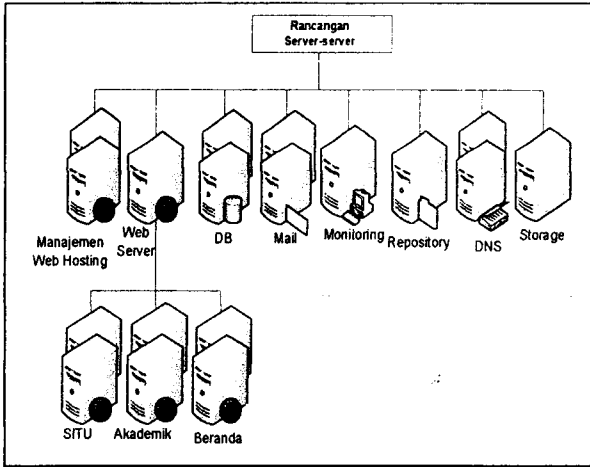 Rancangan
Server-server
Manajemen
Web Hosting
Web
Server
DB
Mail
Monitoring
Repository
DNS
Storage
SITU
Akademik
Beranda